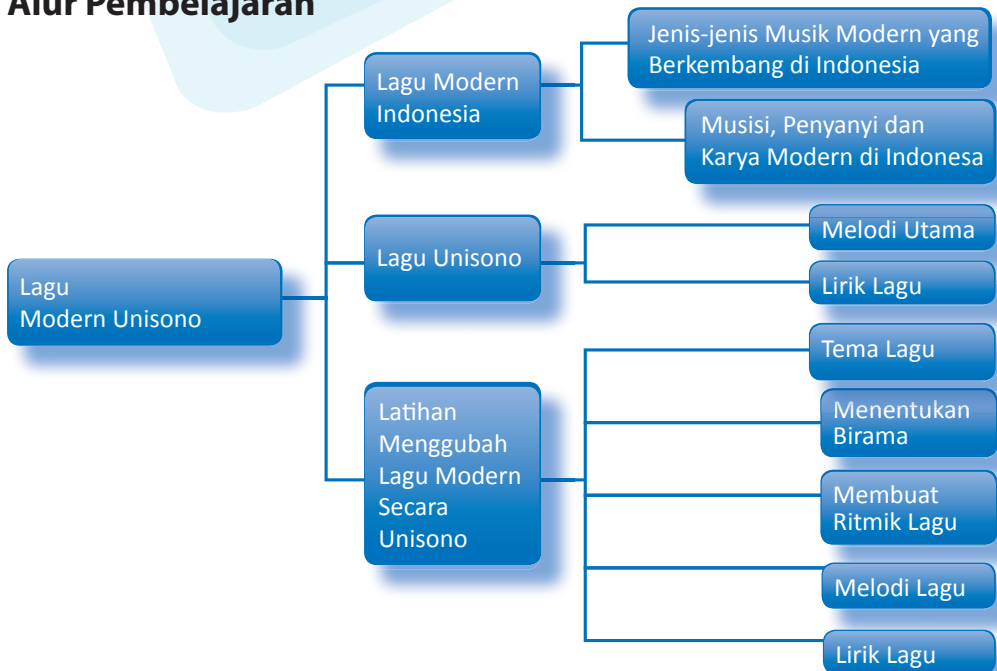 Alur Pembelajaran
Lagu
Modern Unisono
Lagu Modern
Indonesia
Jenis-jenis Musik Modern yang
Berkembang di Indonesia
Musisi, Penyanyi dan
Karya Modern di Indonesa
Lagu Unisono
Melodi Utama
Lirik Lagu
Latihan
Menggubah
Lagu Modern
Secara
Unisono
Tema Lagu
Menentukan
Birama
Membuat
Ritmik Lagu
Melodi Lagu
Lirik Lagu